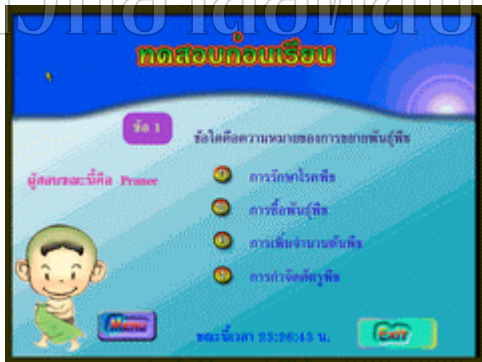 ทดสอบก่อนเรียน
ข้อ 1
ข้อใดคือความหมายของการขยายพันธุ์พืช
ผู้สอบขณะนี้คือ Pranee
การรักษาโรคพืช
การซื้อพันธุ์พืช
การเพิ่มจำนวนต้นพืช
การกำจัดศัตรูพืช
Menu
ขณะนี้เวลา 23:26:43 น.
Exit